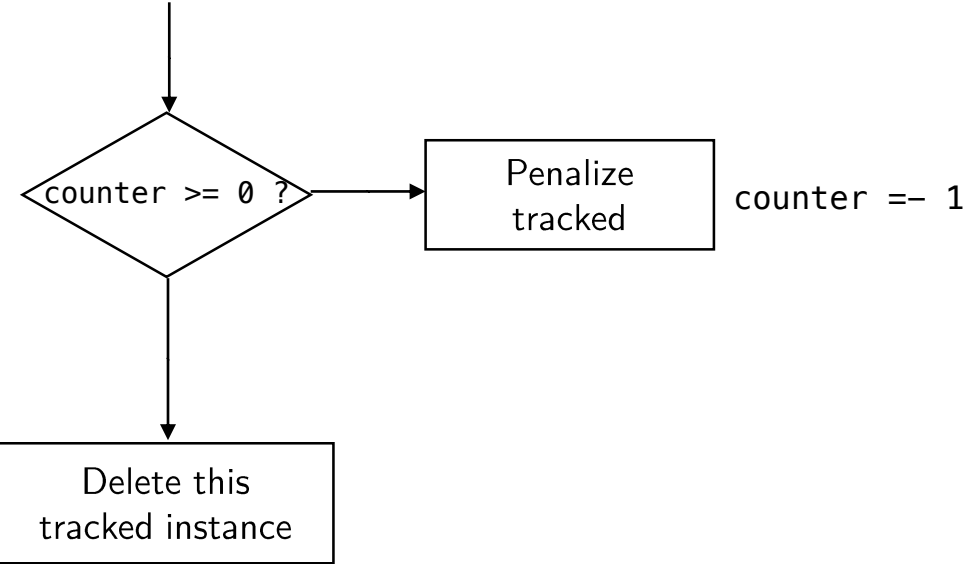 counter >= 0 ?
Penalize
tracked
counter =− 1
Delete this
tracked instance